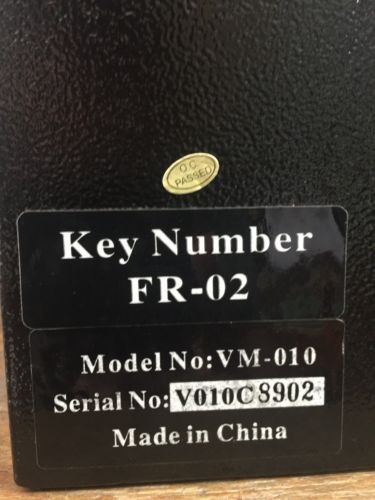 Q.C.
PASSED
Key Number
FR-02
Model No:VM-010
Serial No:V010C8902
Made in China